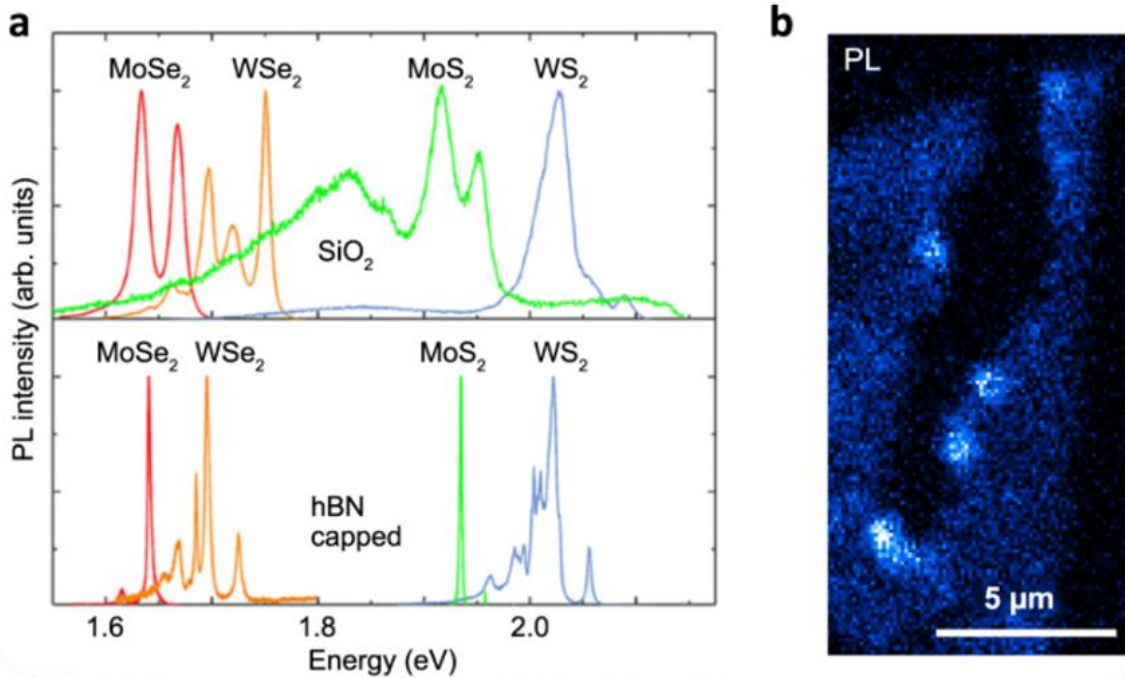 a
MoSe₂ WSe₂ MoS₂ WS₂
SiO₂
MoSe₂ WSe₂ MoS₂ WS₂
hBN
capped
PL intensity (arb. units)
1.6 1.8 2.0
Energy (eV)
b
PL
5 µm